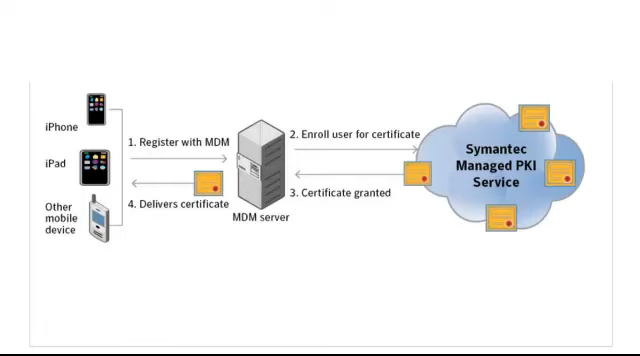 iPhone
1. Register with MDM
2. Enroll user for certificate
Symantec
Managed PKI
Service
iPad
3. Certificate granted
4. Delivers certificate
MDM server
Other
mobile
device